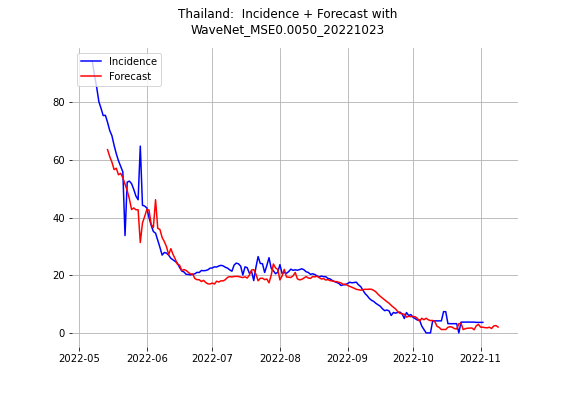 Thailand:  Incidence + Forecast with
WaveNet_MSE0.0050_20221023
Incidence
Forecast
80
60
40
20
0
2022-05 2022-06 2022-07 2022-08 2022-09 2022-10 2022-11